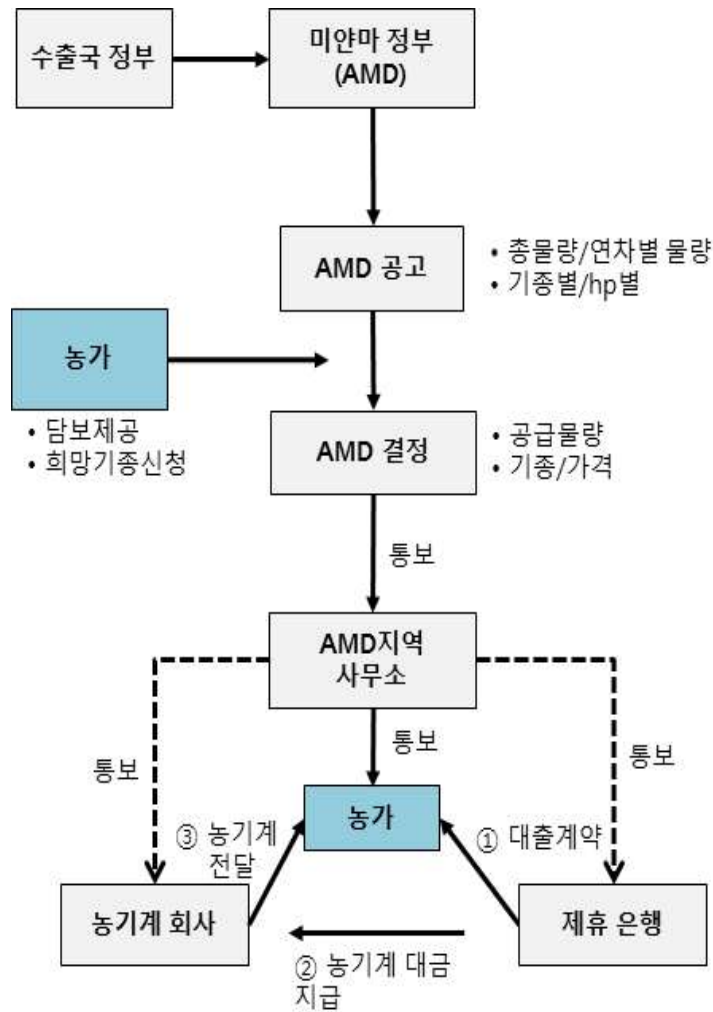 수출국 정부
미얀마 정부
(AMD)
AMD 공고
• 총물량/연차별 물량
• 기종별/hp별
농가
• 담보제공
• 희망기종신청
AMD 결정
• 공급물량
• 기종/가격
통보
AMD지역
사무소
통보
통보
통보
농가
③ 농기계
전달
① 대출계약
농기계 회사
제휴 은행
② 농기계 대금
지급